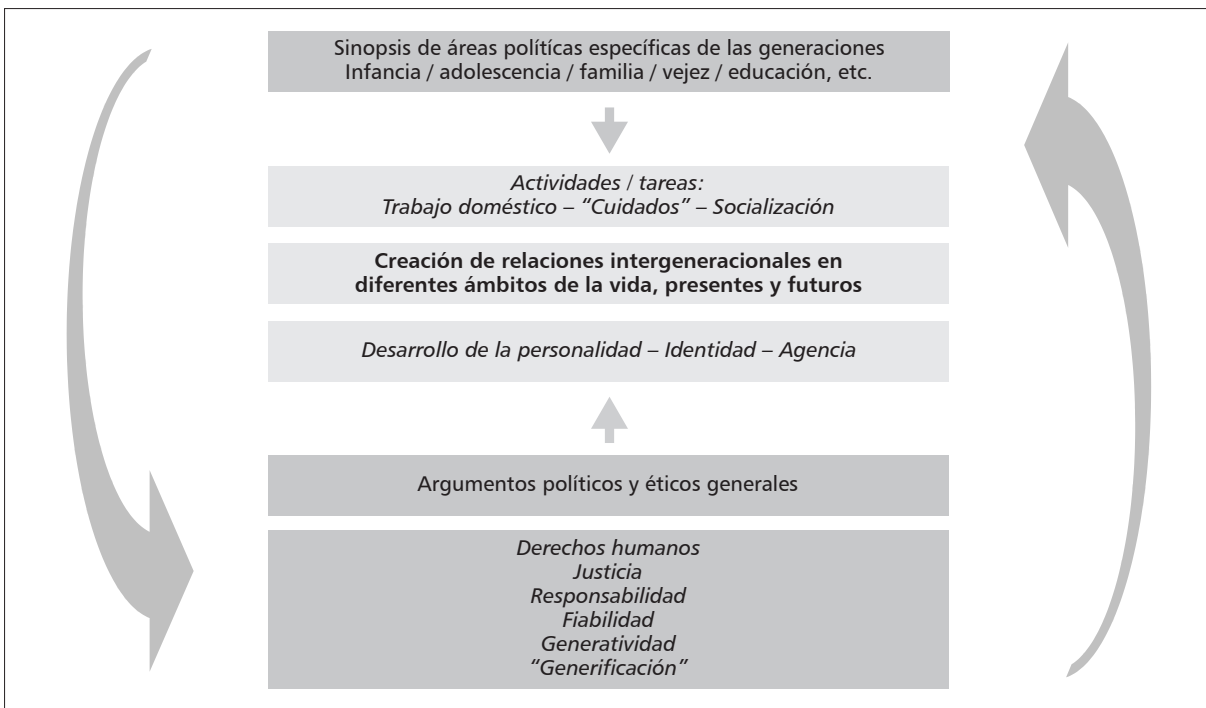 Sinopsis de áreas polítícas específicas de las generaciones
Infancia / adolescencia / familia / vejez / educación, etc.
Actividades / tareas:
Trabajo doméstico – “Cuidados” – Socialización
Creación de relaciones intergeneracionales en
diferentes ámbitos de la vida, presentes y futuros
Desarrollo de la personalidad – Identidad – Agencia
Argumentos políticos y éticos generales
Derechos humanos
Justicia
Responsabilidad
Fiabilidad
Generatividad
“Generificación”